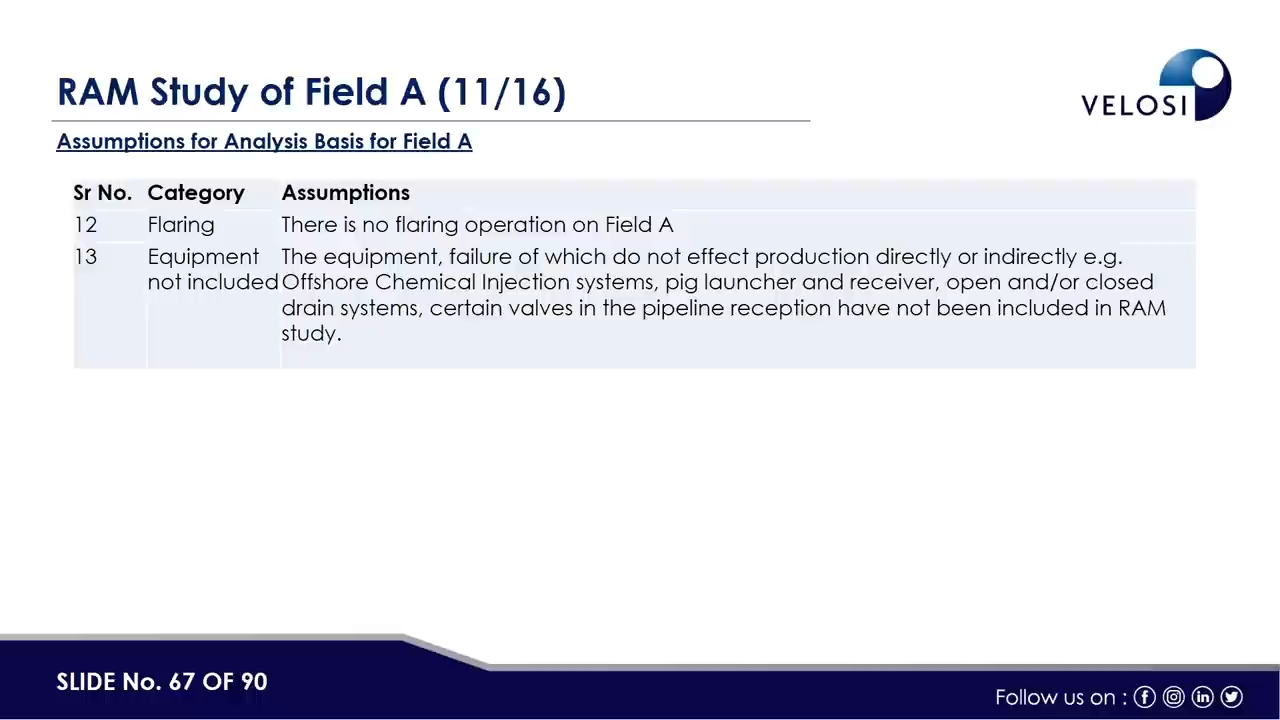 RAM Study of Field A (11/16)
VELOSI
Assumptions for Analysis Basis for Field A
Sr No. Category Assumptions
12 Flaring There is no flaring operation on Field A
13 Equipment The equipment, failure of which do not effect production directly or indirectly e.g.
not included Offshore Chemical Injection systems, pig launcher and receiver, open and/or closed
drain systems, certain valves in the pipeline reception have not been included in RAM
study.
SLIDE No. 67 OF 90
Follow us on :